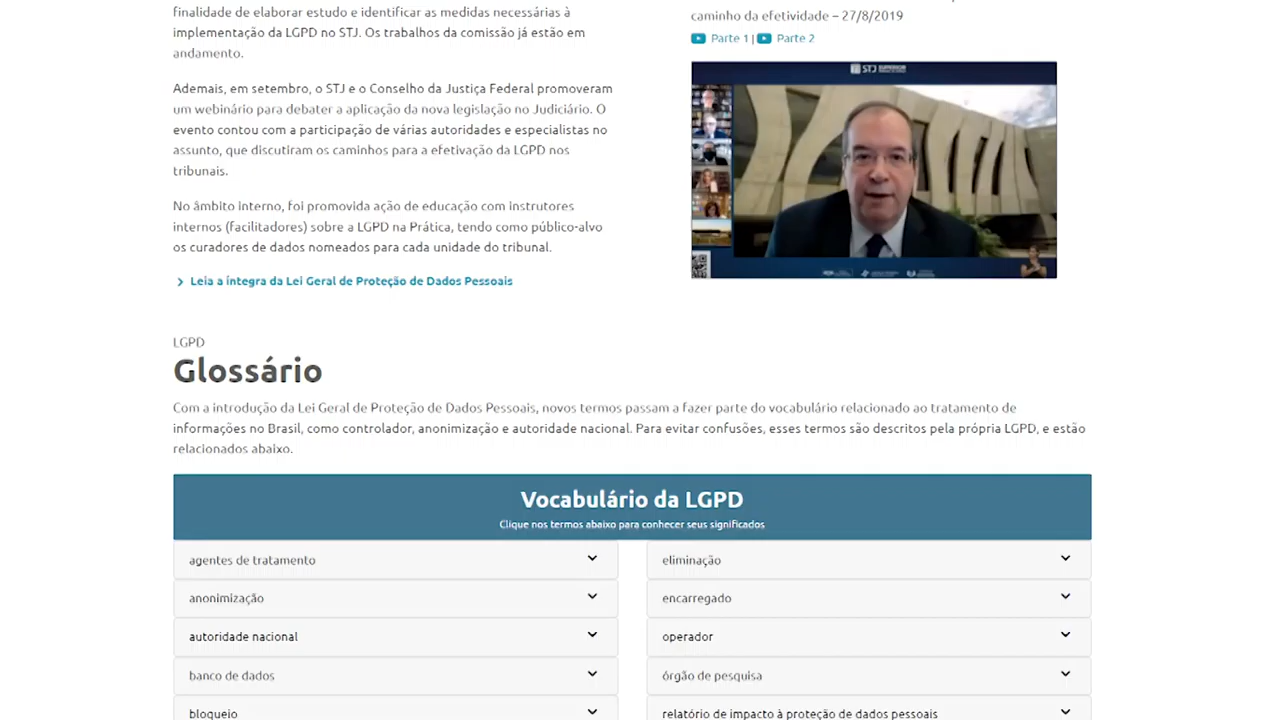 finalidade de elaborar estudo e identificar as medidas necessárias à
implementação da LGPD no STJ. Os trabalhos da comissão já estão em
andamento.
Ademais, em setembro, o STJ e o Conselho da Justiça Federal promoveram
um webinário para debater a aplicação da nova legislação no Judiciário. O
evento contou com a participação de várias autoridades e especialistas no
assunto, que discutiram os caminhos para a efetivação da LGPD nos
tribunais.
No âmbito interno, foi promovida ação de educação com instrutores
internos (facilitadores) sobre a LGPD na Prática, tendo como público-alvo
os curadores de dados nomeados para cada unidade do tribunal.
Leia a íntegra da Lei Geral de Proteção de Dados Pessoais
caminho da efetividade – 27/8/2019
Parte 1 | Parte 2
STJ SUPERIOR
LGPD
Glossário
Com a introdução da Lei Geral de Proteção de Dados Pessoais, novos termos passam a fazer parte do vocabulário relacionado ao tratamento de
informações no Brasil, como controlador, anonimização e autoridade nacional. Para evitar confusões, esses termos são descritos pela própria LGPD, e estão
relacionados abaixo.
Vocabulário da LGPD
Clique nos termos abaixo para conhecer seus significados
agentes de tratamento
anonimização
autoridade nacional
banco de dados
bloqueio
eliminação
encarregado
operador
órgão de pesquisa
relatório de impacto à proteção de dados pessoais